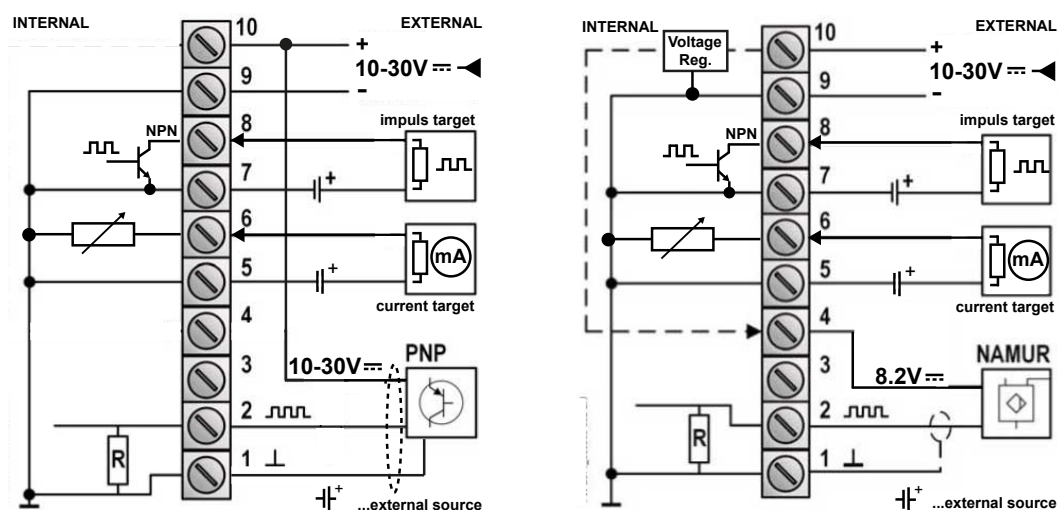 INTERNAL
EXTERNAL
10
+
10-30V
9
-
impuls target
NPN
8
7
+
6
mA
5
+
current target
4
PNP
3
10-30V
2
R
1
+
...external source
INTERNAL
EXTERNAL
Voltage
Reg.
10
+
10-30V
9
-
impuls target
NPN
8
7
+
6
mA
5
+
current target
4
NAMUR
3
8.2V
2
R
1
+
...external source